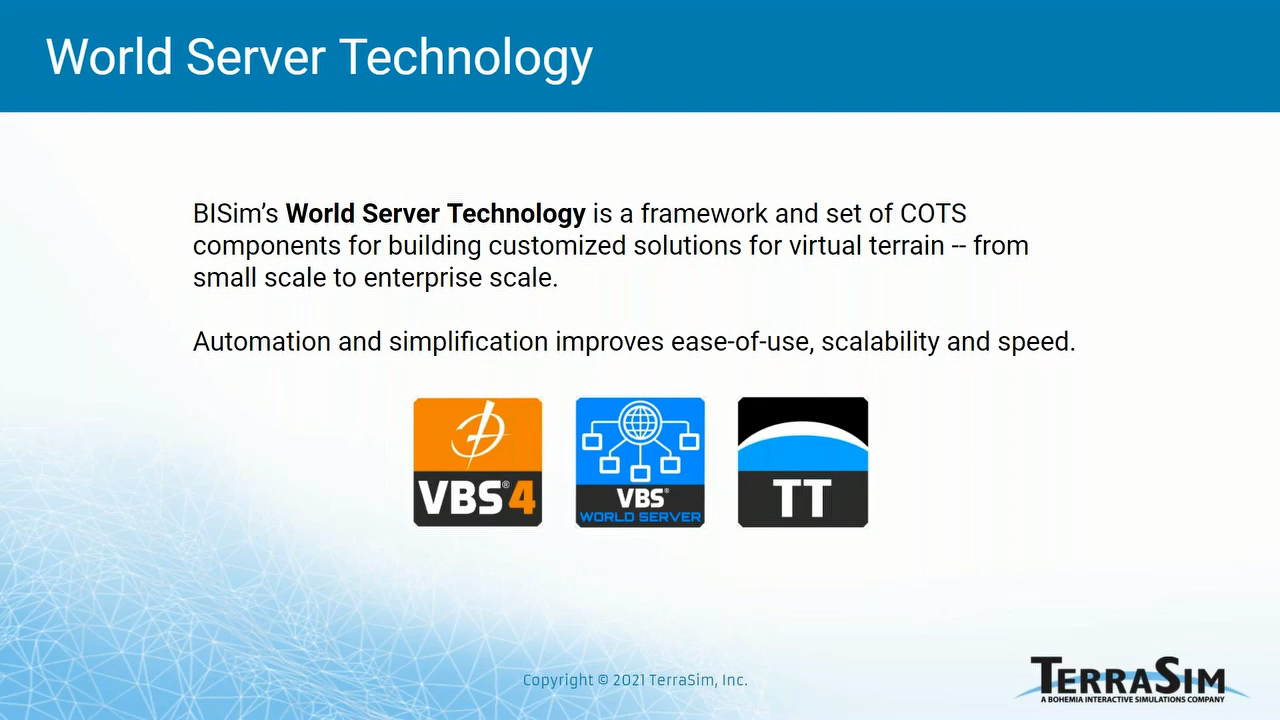 World Server Technology
BISim’s World Server Technology is a framework and set of COTS
components for building customized solutions for virtual terrain -- from
small scale to enterprise scale.
Automation and simplification improves ease-of-use, scalability and speed.
VBS®4
VBS®
WORLD SERVER
TT
Copyright © 2021 TerraSim, Inc.
TERRASIM
A BOHEMIA INTERACTIVE SIMULATIONS COMPANY